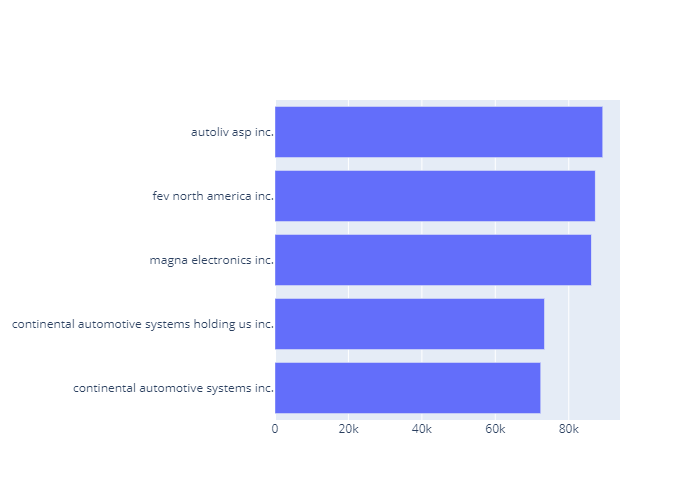 autoliv asp inc.
fev north america inc.
magna electronics inc.
continental automotive systems holding us inc.
continental automotive systems inc.
0 20k 40k 60k 80k